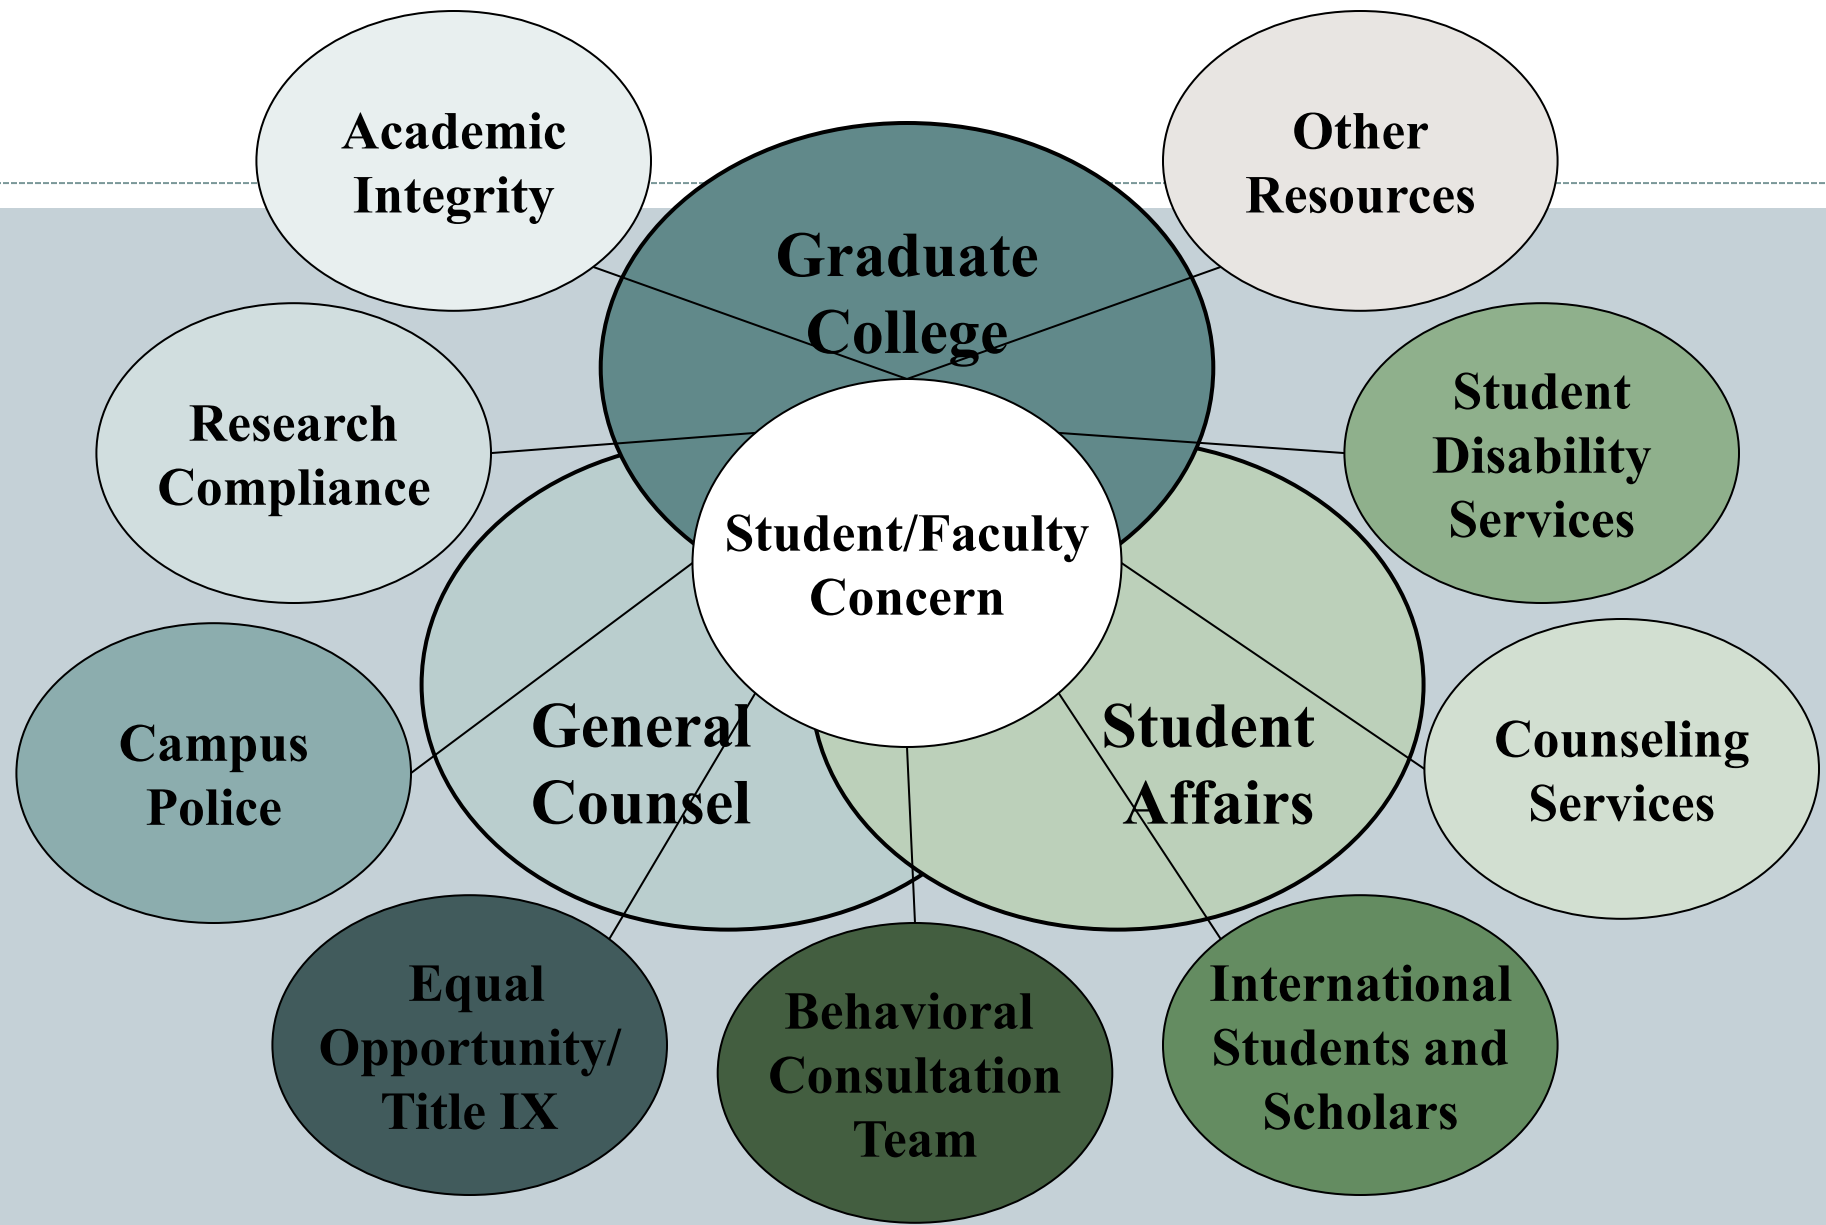 Academic
Integrity
Other
Resources
Graduate
College
Research
Compliance
Student
Disability
Services
Student/Faculty
Concern
Campus
Police
General
Counsel
Student
Affairs
Counseling
Services
Equal
Opportunity/
Title IX
Behavioral
Consultation
Team
International
Students and
Scholars